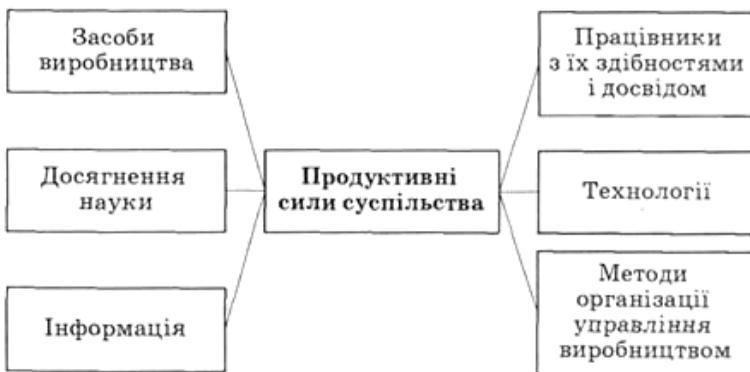 Засоби
виробництва
Досягнення
науки
Інформація
Продуктивні
сили суспільства
Працівники
з їх здібностями
і досвідом
Технології
Методи
організації
управління
виробництвом